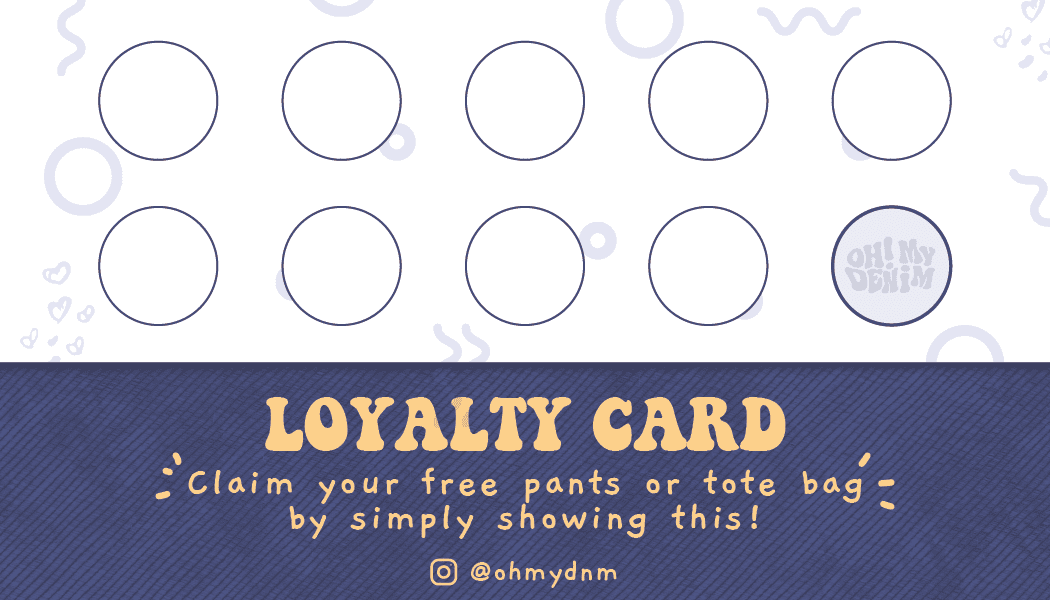 OH! MY
DENIM
LOYALTY CARD
Claim your free pants or tote bag
by simply showing this!
@ohmydnm